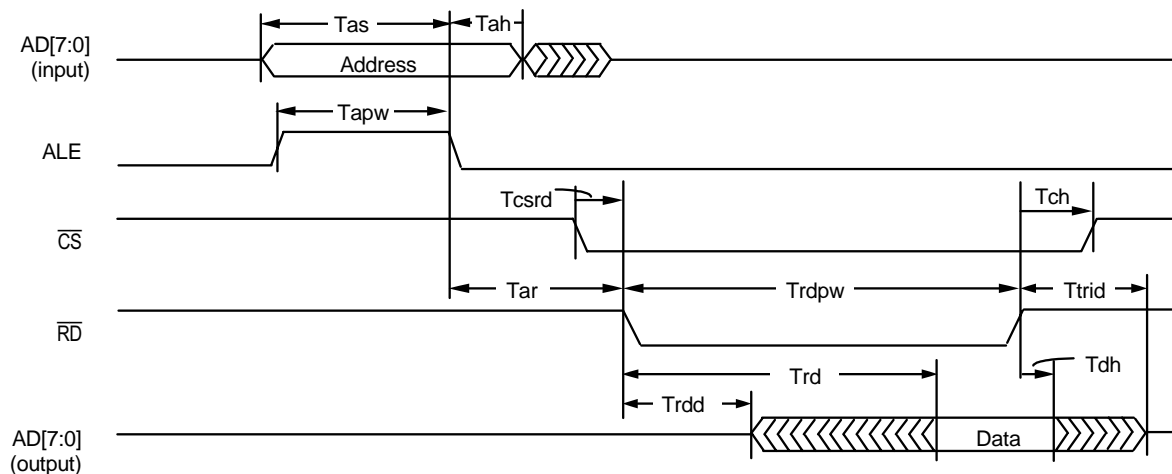 Tas
Tah
AD[7:0]
(input)
Address
Tapw
ALE
Tcsrd
Tch
CS
Tar
Trdpw
Ttrid
RD
Trd
Tdh
Trdd
AD[7:0]
(output)
Data